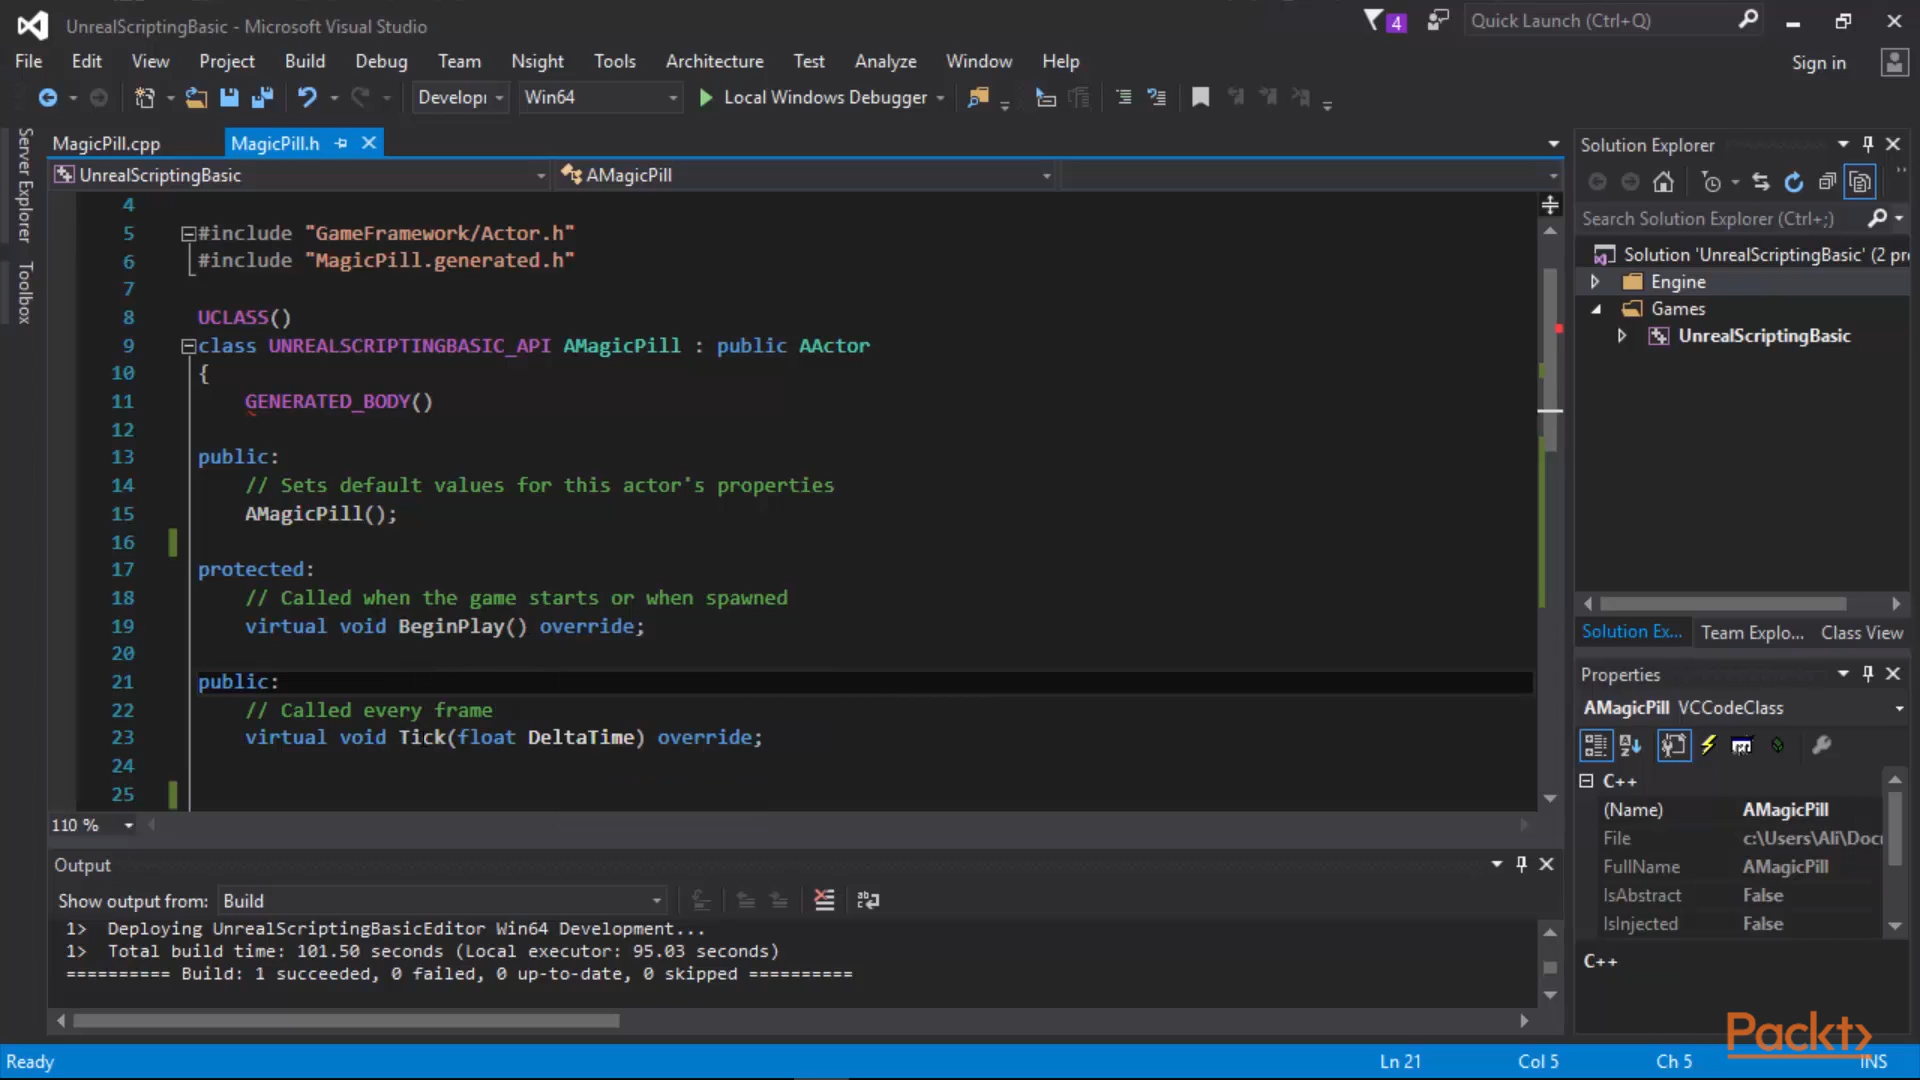 UnrealScriptingBasic - Microsoft Visual Studio
4
Quick Launch (Ctrl+Q)
File Edit View Project Build Debug Team Nsight Tools Architecture Test Analyze Window Help
Sign in
Develop Win64 Local Windows Debugger
Server Explorer
Toolbox
MagicPill.cpp MagicPill.h
UnrealScriptingBasic AMagicPill
4
5 #include "GameFramework/Actor.h"
6 #include "MagicPill.generated.h"
7
8 UCLASS()
9 class UNREALSCRIPTINGBASIC_API AMagicPill : public AActor
10 {
11 GENERATED_BODY()
12
13 public:
14 // Sets default values for this actor's properties
15 AMagicPill();
16
17 protected:
18 // Called when the game starts or when spawned
19 virtual void BeginPlay() override;
20
21 public:
22 // Called every frame
23 virtual void Tick(float DeltaTime) override;
24
25
110 %
Output
Show output from: Build
1> Deploying UnrealScriptingBasicEditor Win64 Development...
1> Total build time: 101.50 seconds (Local executor: 95.03 seconds)
========== Build: 1 succeeded, 0 failed, 0 up-to-date, 0 skipped ==========
Solution Explorer
Search Solution Explorer (Ctrl+;)
Solution 'UnrealScriptingBasic' (2 pr
Engine
Games
UnrealScriptingBasic
Solution Ex... Team Explo... Class View
Properties
AMagicPill VCCodeClass
C++
(Name) AMagicPill
File c:\Users\Ali\Doc
FullName AMagicPill
IsAbstract False
IsInjected False
C++
Packt>
Ready Ln 21 Col 5 Ch 5 INS